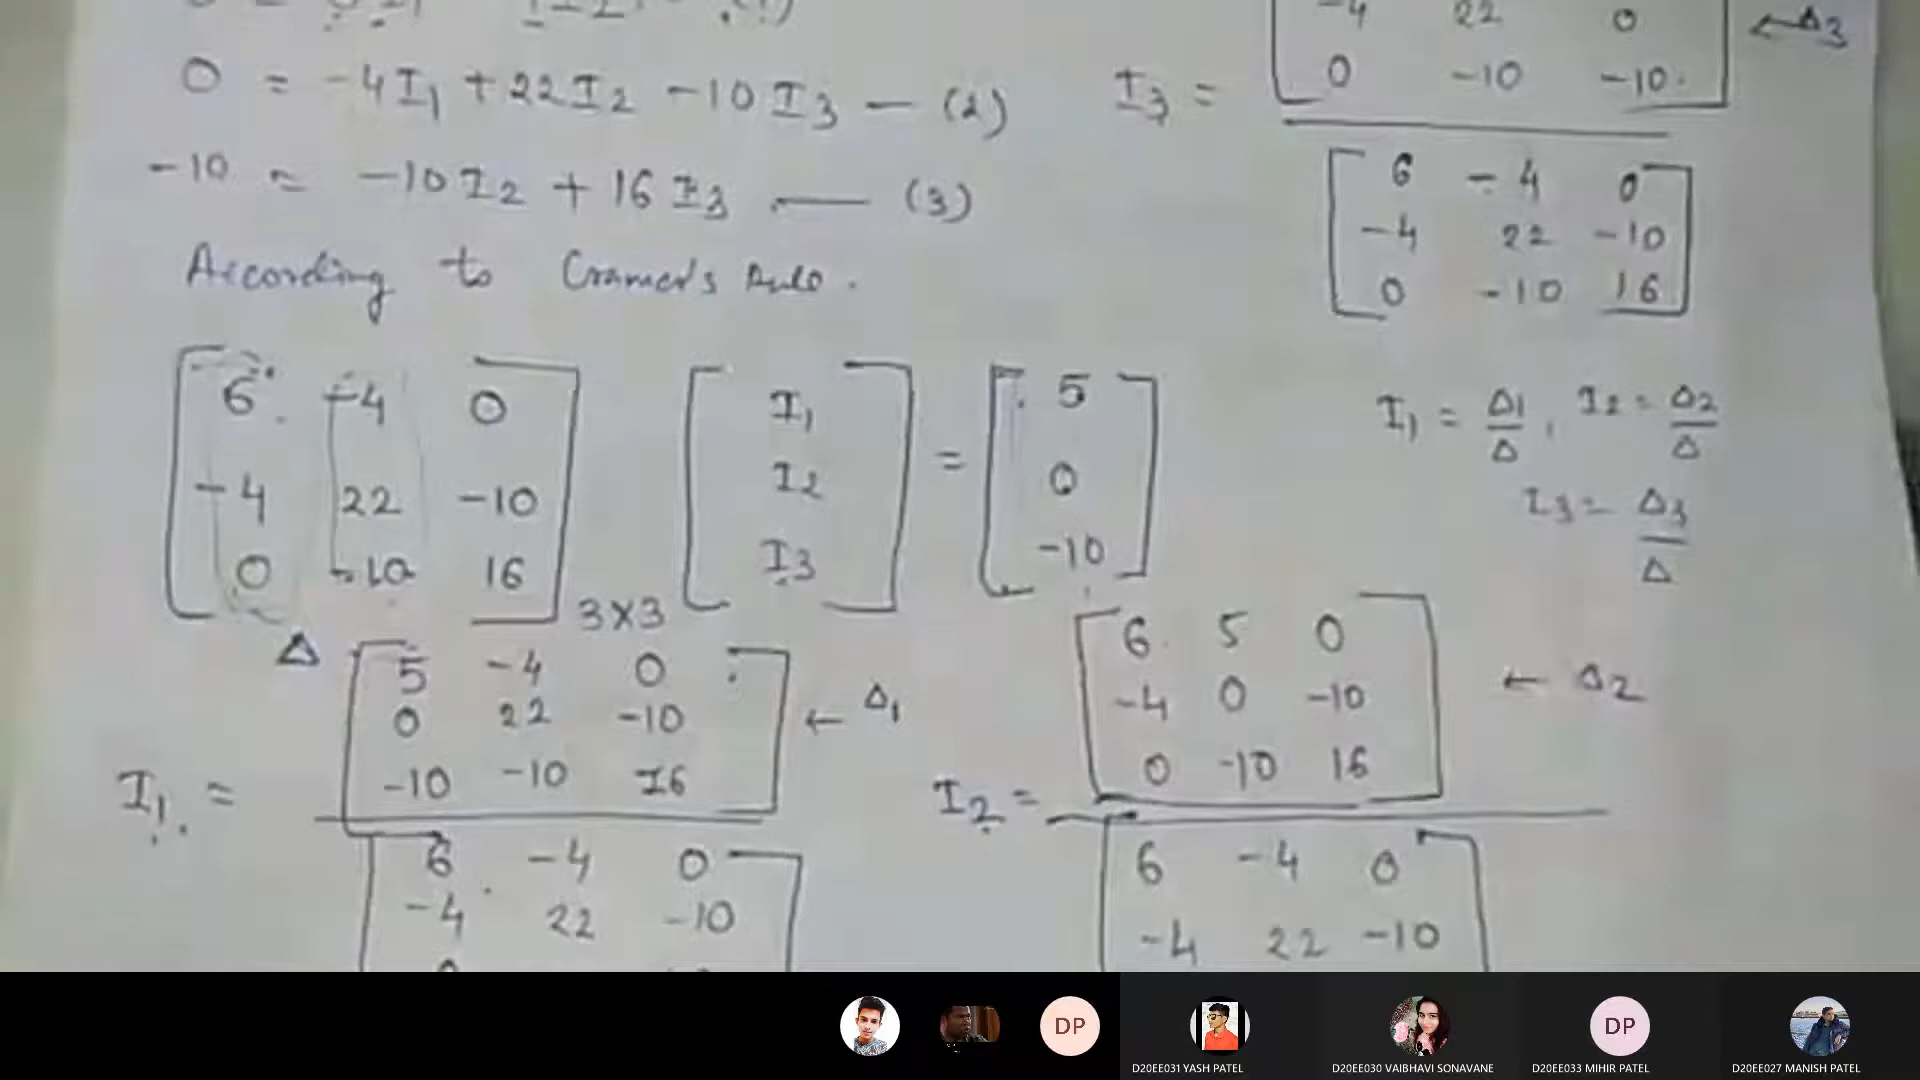 0 = -4I1 + 22I2 - 10I3 — (2)
-10 = -10I2 + 16I3 — (3)
According to Cramer's Rule.
-4 22 0
0 -10 -10
← Δ3
I3 =
6 -4 0
-4 22 -10
0 -10 16
6 -4 0
-4 22 -10
0 -10 16
3×3
Δ
I1
I2
I3
=
5
0
-10
I1 = Δ1/Δ, I2 = Δ2/Δ
I3 = Δ3/Δ
I1 =
5 -4 0
0 22 -10
-10 -10 16
← Δ1
6 -4 0
-4 22 -10
I2 =
6 5 0
-4 0 -10
0 -10 16
← Δ2
6 -4 0
-4 22 -10
DP
DP
D20EE031 YASH PATEL
D20EE030 VAIBHAVI SONAVANE
D20EE033 MIHIR PATEL
D20EE027 MANISH PATEL